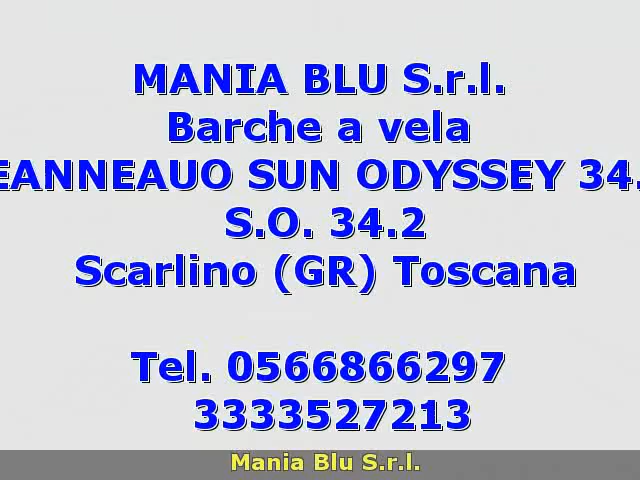 MANIA BLU S.r.l.
Barche a vela
EANNEAUO SUN ODYSSEY 34.
S.O. 34.2
Scarlino (GR) Toscana
Tel. 0566866297
3333527213
Mania Blu S.r.l.